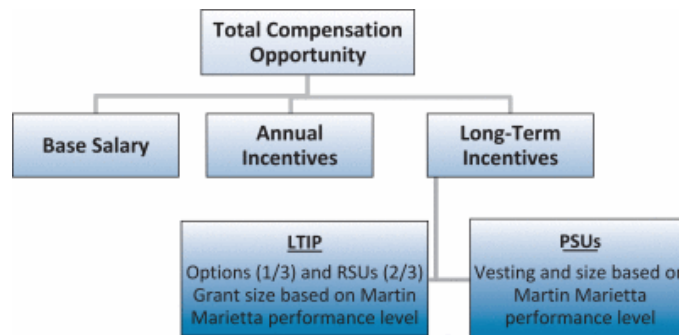 Total Compensation
Opportunity
Base Salary
Annual
Incentives
Long-Term
Incentives
LTIP
Options (1/3) and RSUs (2/3)
Grant size based on Martin
Marietta performance level
PSUs
Vesting and size based on
Martin Marietta
performance level